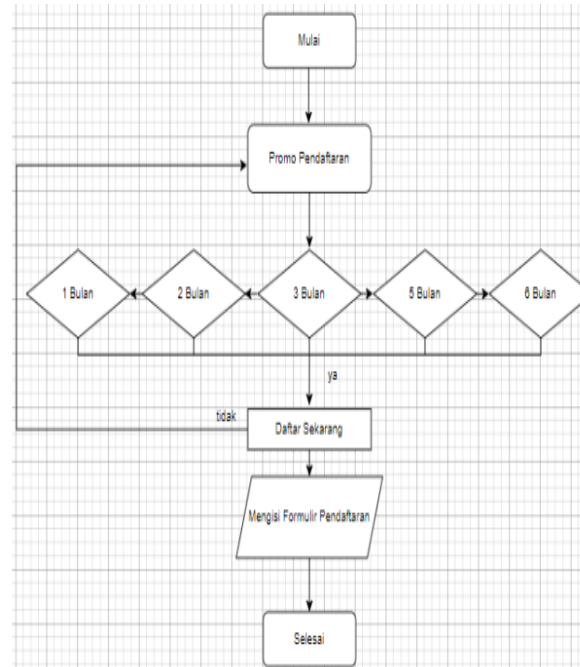 Mulai
Promo Pendaftaran
1 Bulan
2 Bulan
3 Bulan
5 Bulan
6 Bulan
ya
tidak
Daftar Sekarang
Mengisi Formulir Pendaftaran
Selesai